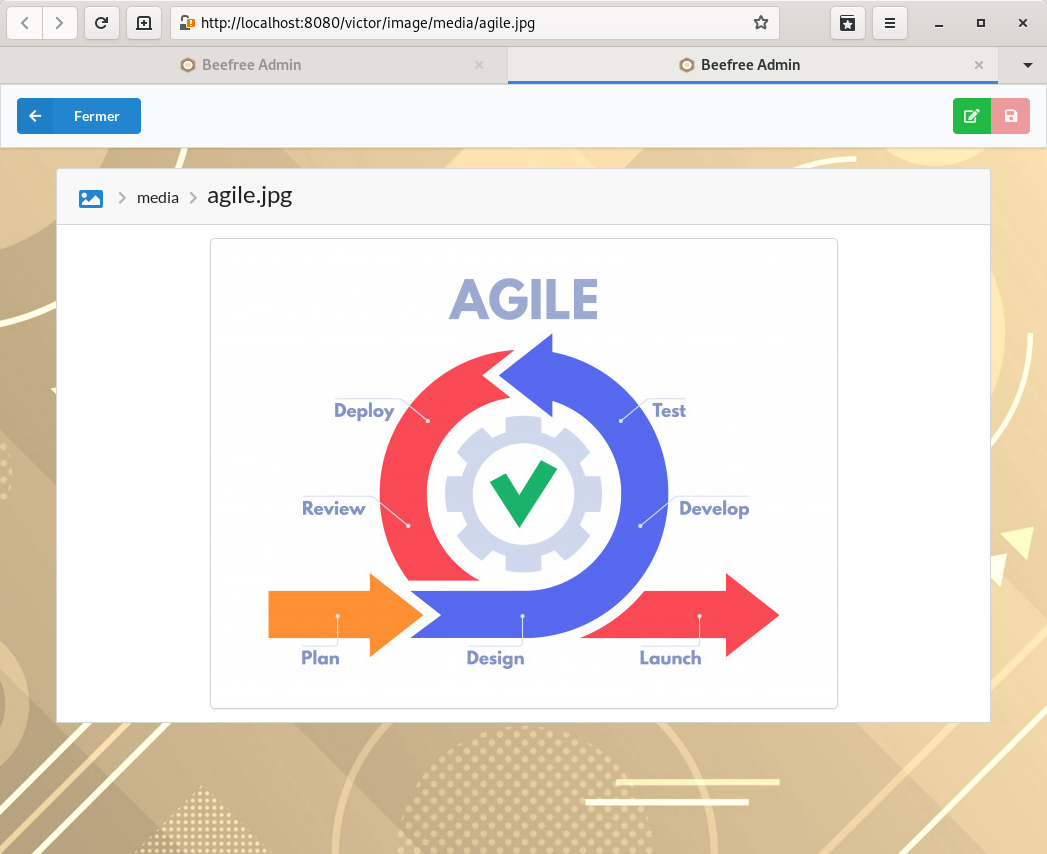 http://localhost:8080/victor/image/media/agile.jpg
Beefree Admin
Beefree Admin
Fermer
media
agile.jpg
AGILE
Deploy
Test
Review
Develop
Plan
Design
Launch